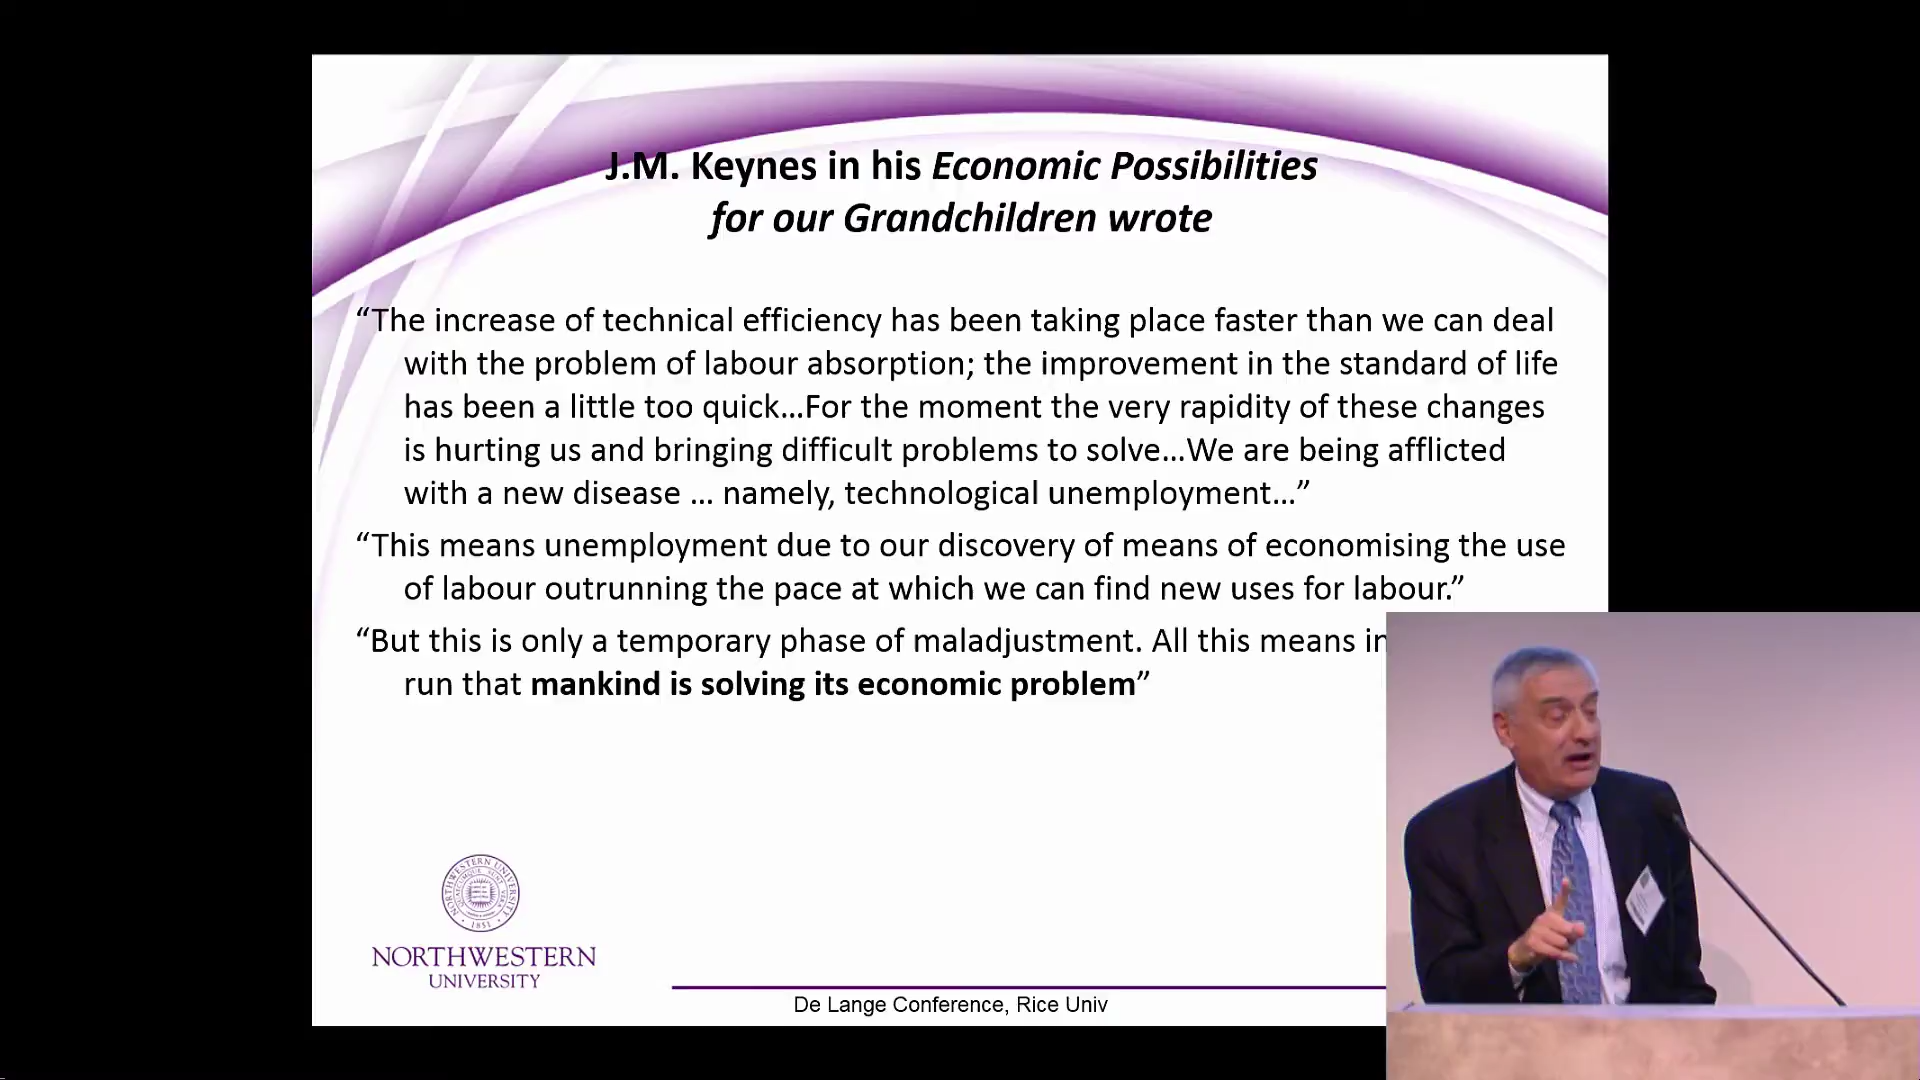 J.M. Keynes in his Economic Possibilities
for our Grandchildren wrote
“The increase of technical efficiency has been taking place faster than we can deal
with the problem of labour absorption; the improvement in the standard of life
has been a little too quick…For the moment the very rapidity of these changes
is hurting us and bringing difficult problems to solve…We are being afflicted
with a new disease … namely, technological unemployment…”
“This means unemployment due to our discovery of means of economising the use
of labour outrunning the pace at which we can find new uses for labour.”
“But this is only a temporary phase of maladjustment. All this means in
run that mankind is solving its economic problem”
NORTHWESTERN UNIVERSITY
1851
NORTHWESTERN
UNIVERSITY
De Lange Conference, Rice Univ